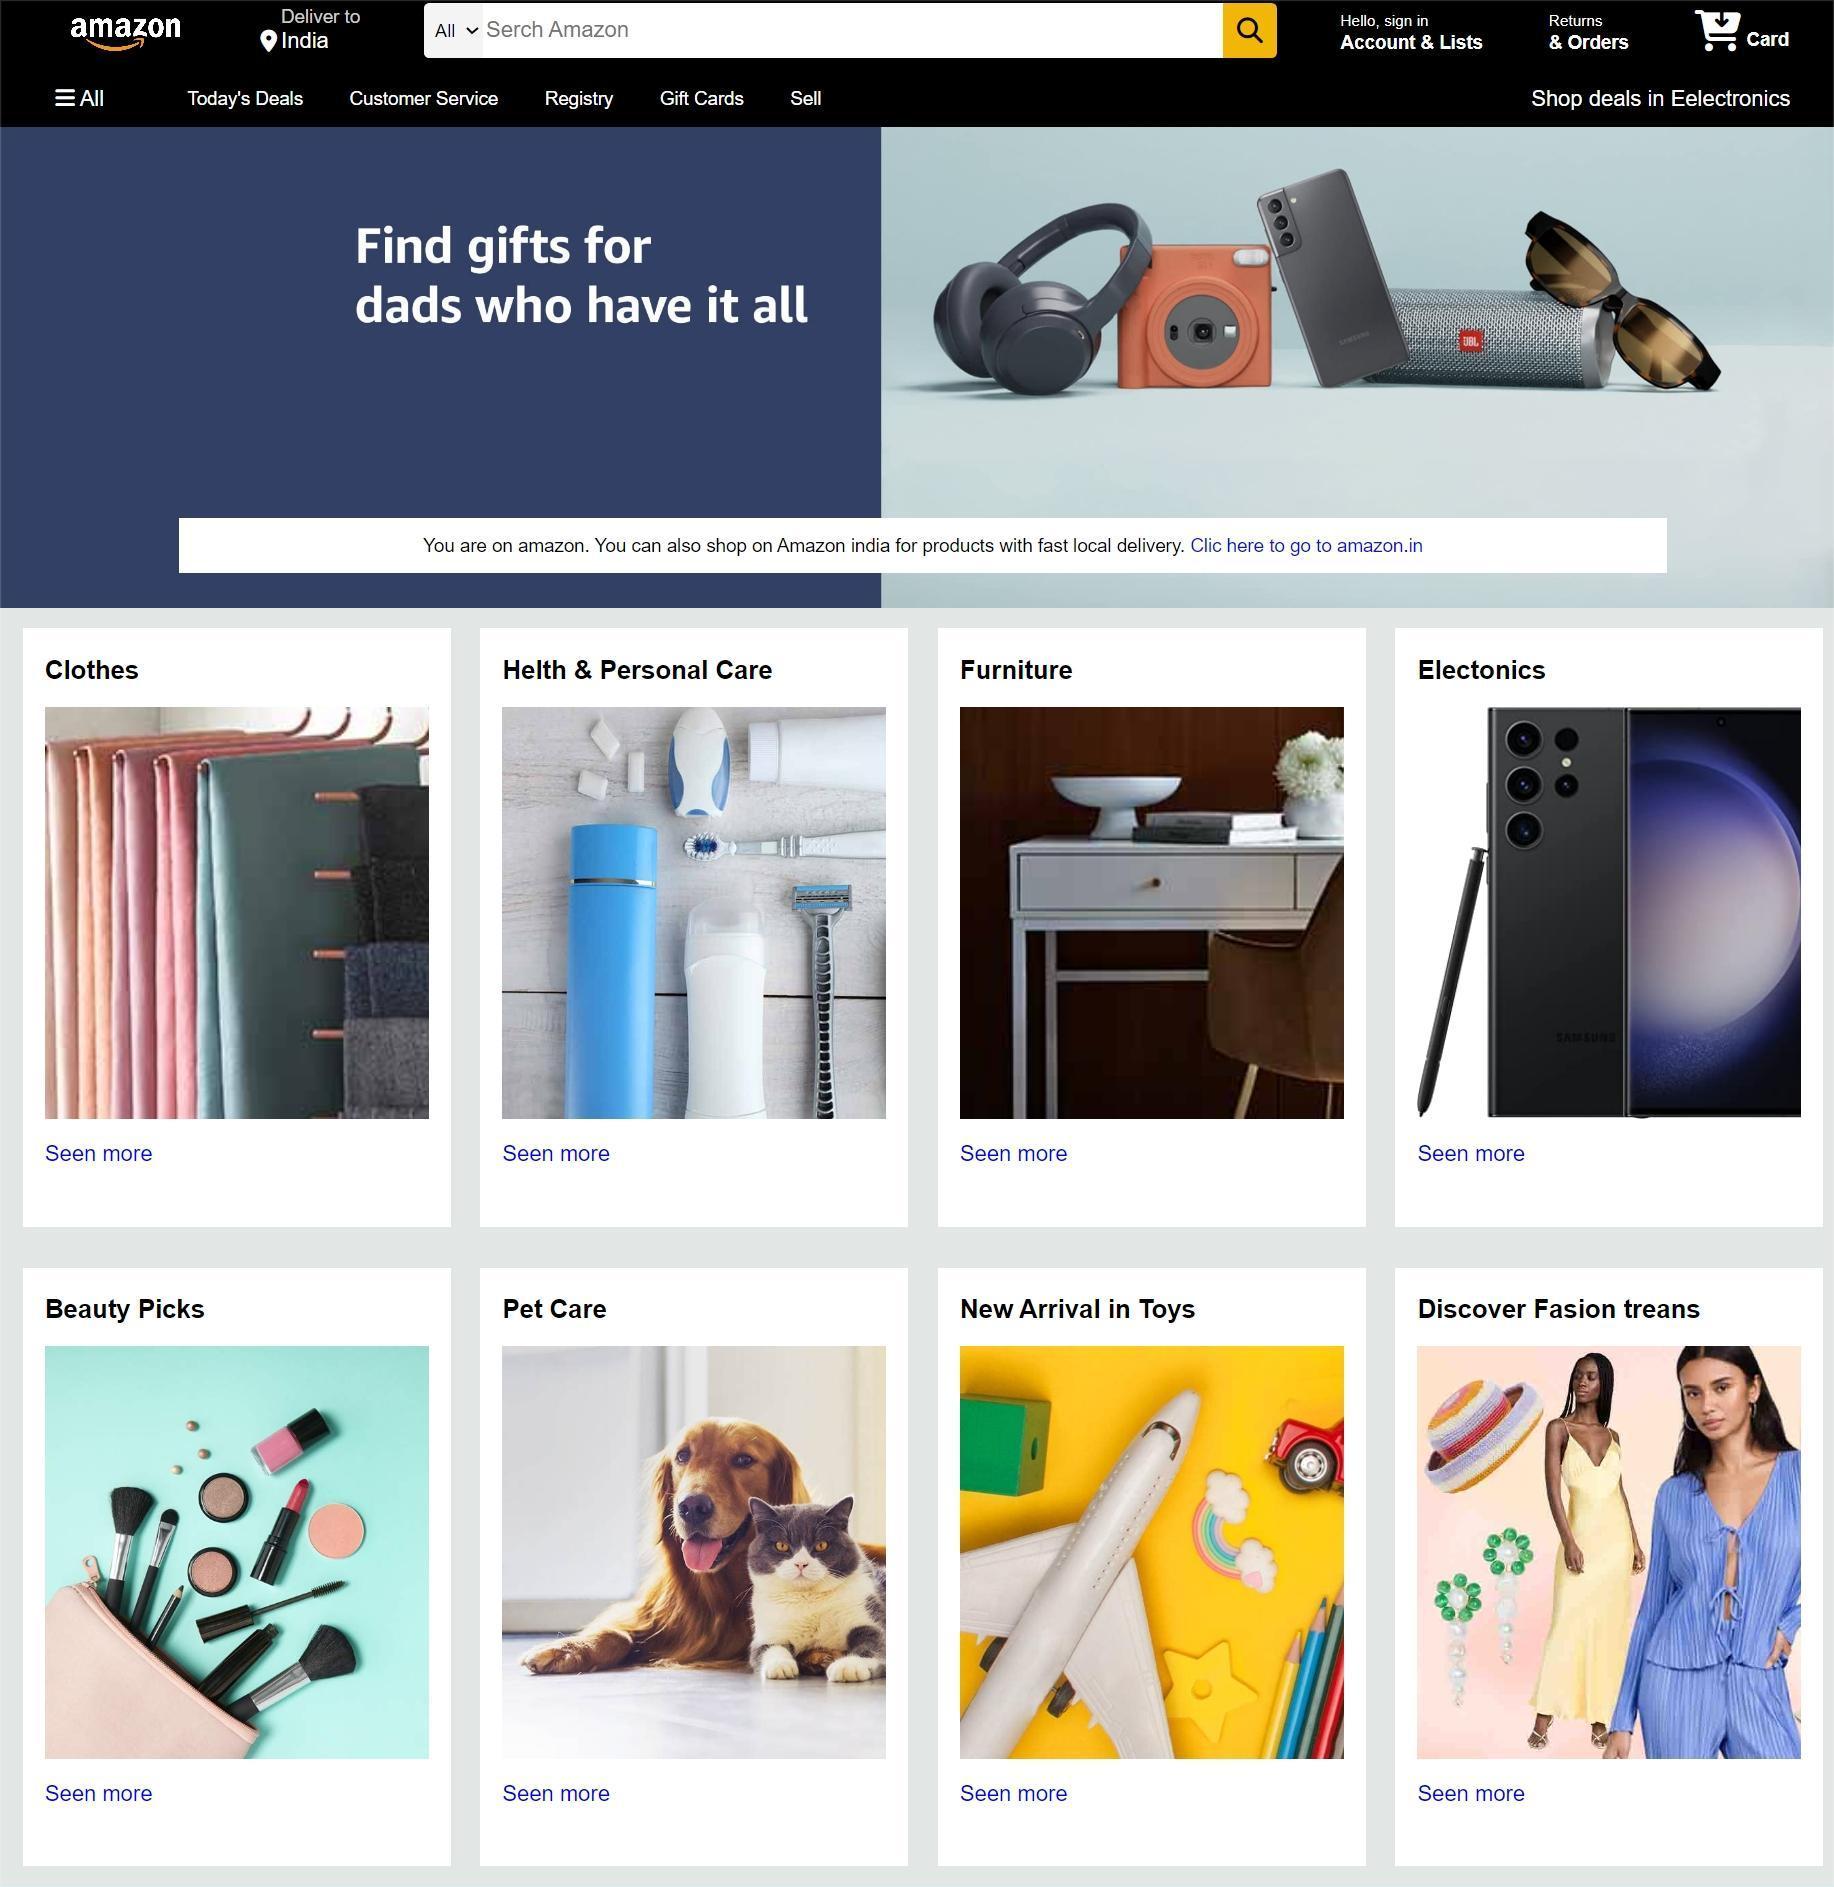 amazon
Deliver to
India
All
Serch Amazon
Hello, sign in
Account & Lists
Returns
& Orders
Card
All
Today's Deals
Customer Service
Registry
Gift Cards
Sell
Shop deals in Eelectronics
Find gifts for
dads who have it all
SAMSUNG
JBL
You are on amazon. You can also shop on Amazon india for products with fast local delivery. Clic here to go to amazon.in
Clothes
Helth & Personal Care
Furniture
Electonics
SAMSUNG
Seen more
Seen more
Seen more
Seen more
Beauty Picks
Pet Care
New Arrival in Toys
Discover Fasion treans
Seen more
Seen more
Seen more
Seen more